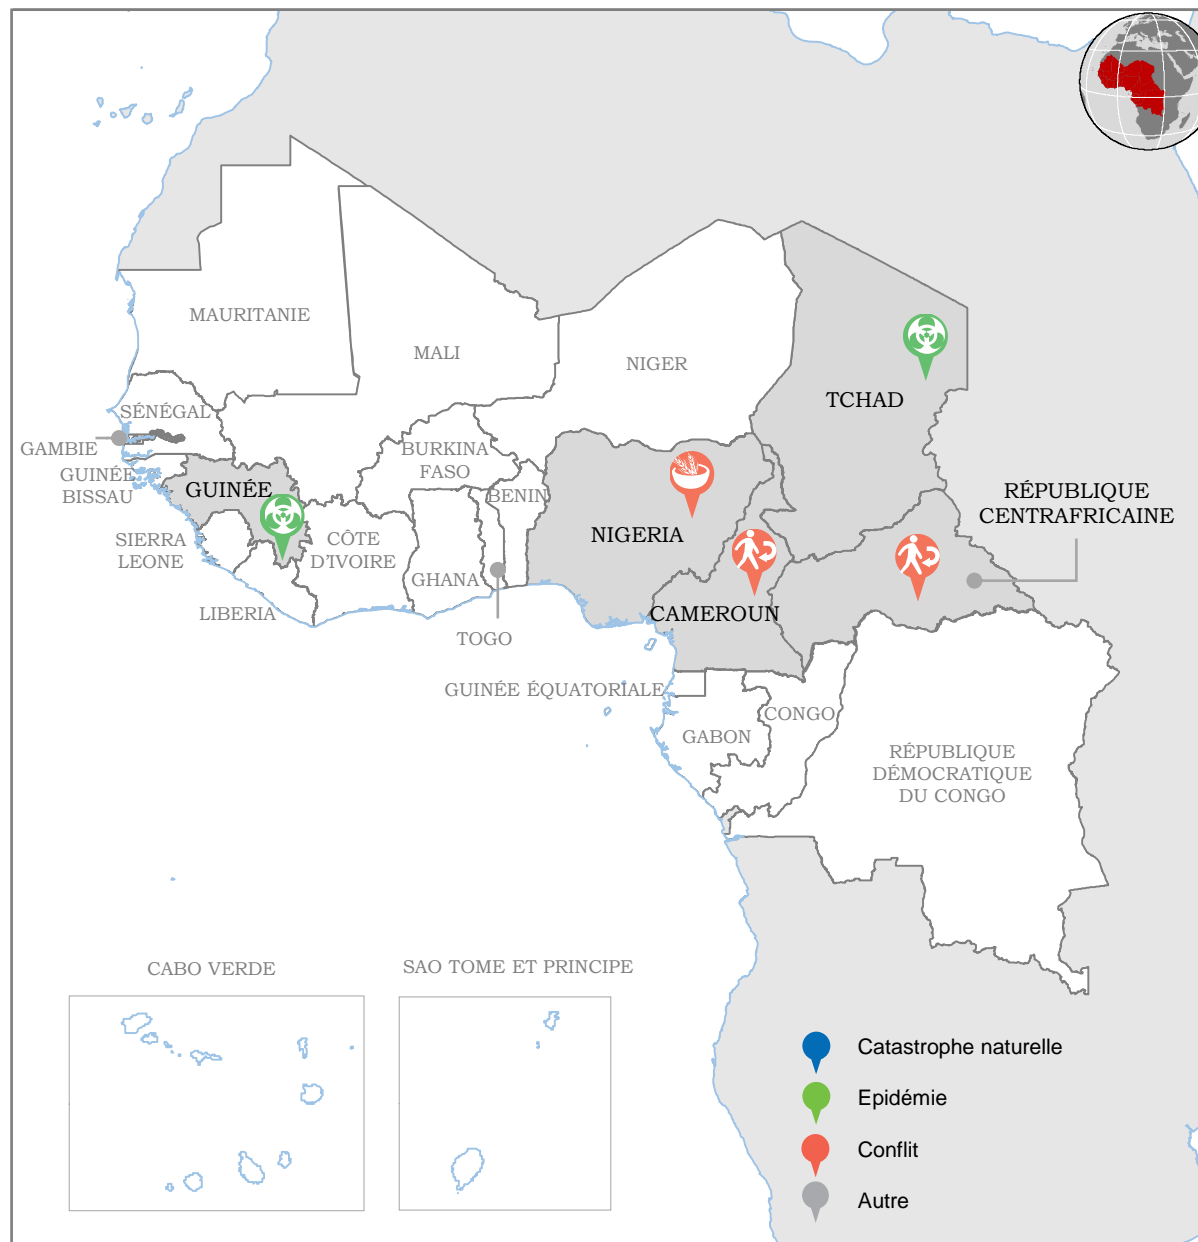 MAURITANIE
MALI
NIGER
TCHAD
SÉNÉGAL
GAMBIE
GUINÉE
BISSAU
GUINÉE
BURKINA
FASO
BENIN
RÉPUBLIQUE
CENTRAFRICAINE
SIERRA
LEONE
CÔTE
D'IVOIRE
GHANA
NIGERIA
LIBERIA
TOGO
CAMEROUN
GUINÉE ÉQUATORIALE
GABON
CONGO
RÉPUBLIQUE
DÉMOCRATIQUE
DU CONGO
CABO VERDE
SAO TOME ET PRINCIPE
Catastrophe naturelle
Epidémie
Conflit
Autre